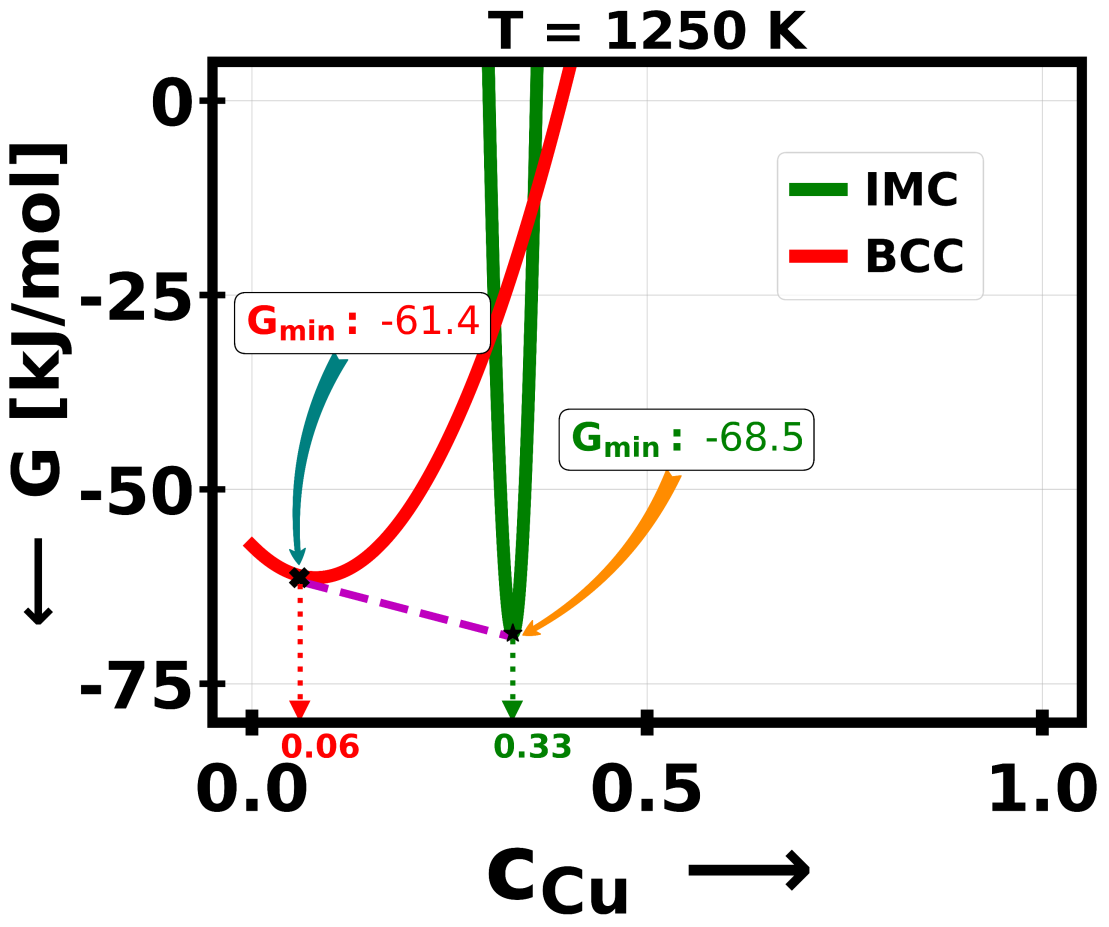 T = 1250 K
G [kJ/mol]
0
-25
-50
-75
IMC
BCC
Gmin : -61.4
Gmin : -68.5
0.06
0.33
0.0
0.5
1.0
cCu